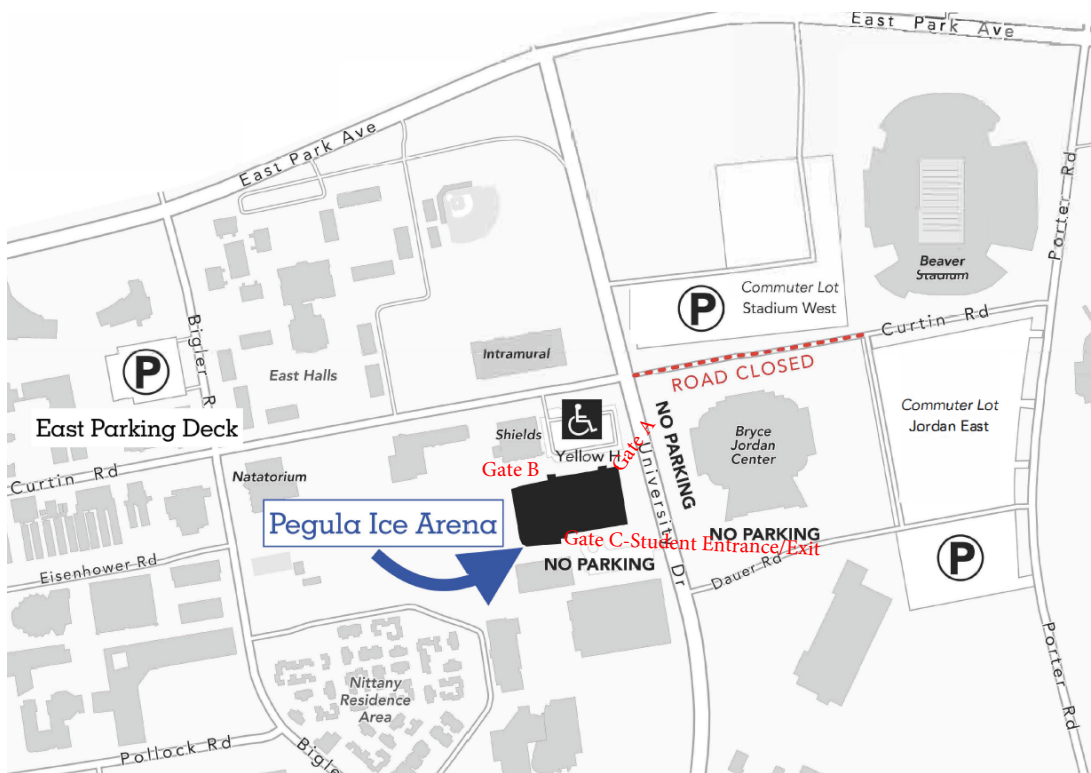 East Park Ave
East Park Ave
Porter Rd
Beaver
Stadium
Commuter Lot
Stadium West
P
Curtin Rd
ROAD CLOSED
Bigler R
P
East Halls
Intramural
East Parking Deck
Commuter Lot
Jordan East
NO PARKING
Bryce
Jordan
Center
Shields
Yellow H
Gate A
Gate B
University Dr
Curtin Rd
Natatorium
Pegula Ice Arena
Gate C-Student Entrance/Exit
NO PARKING
NO PARKING
P
Dauer Rd
Eisenhower Rd
Porter Rd
Nittany
Residence
Area
Pollock Rd
Bigl